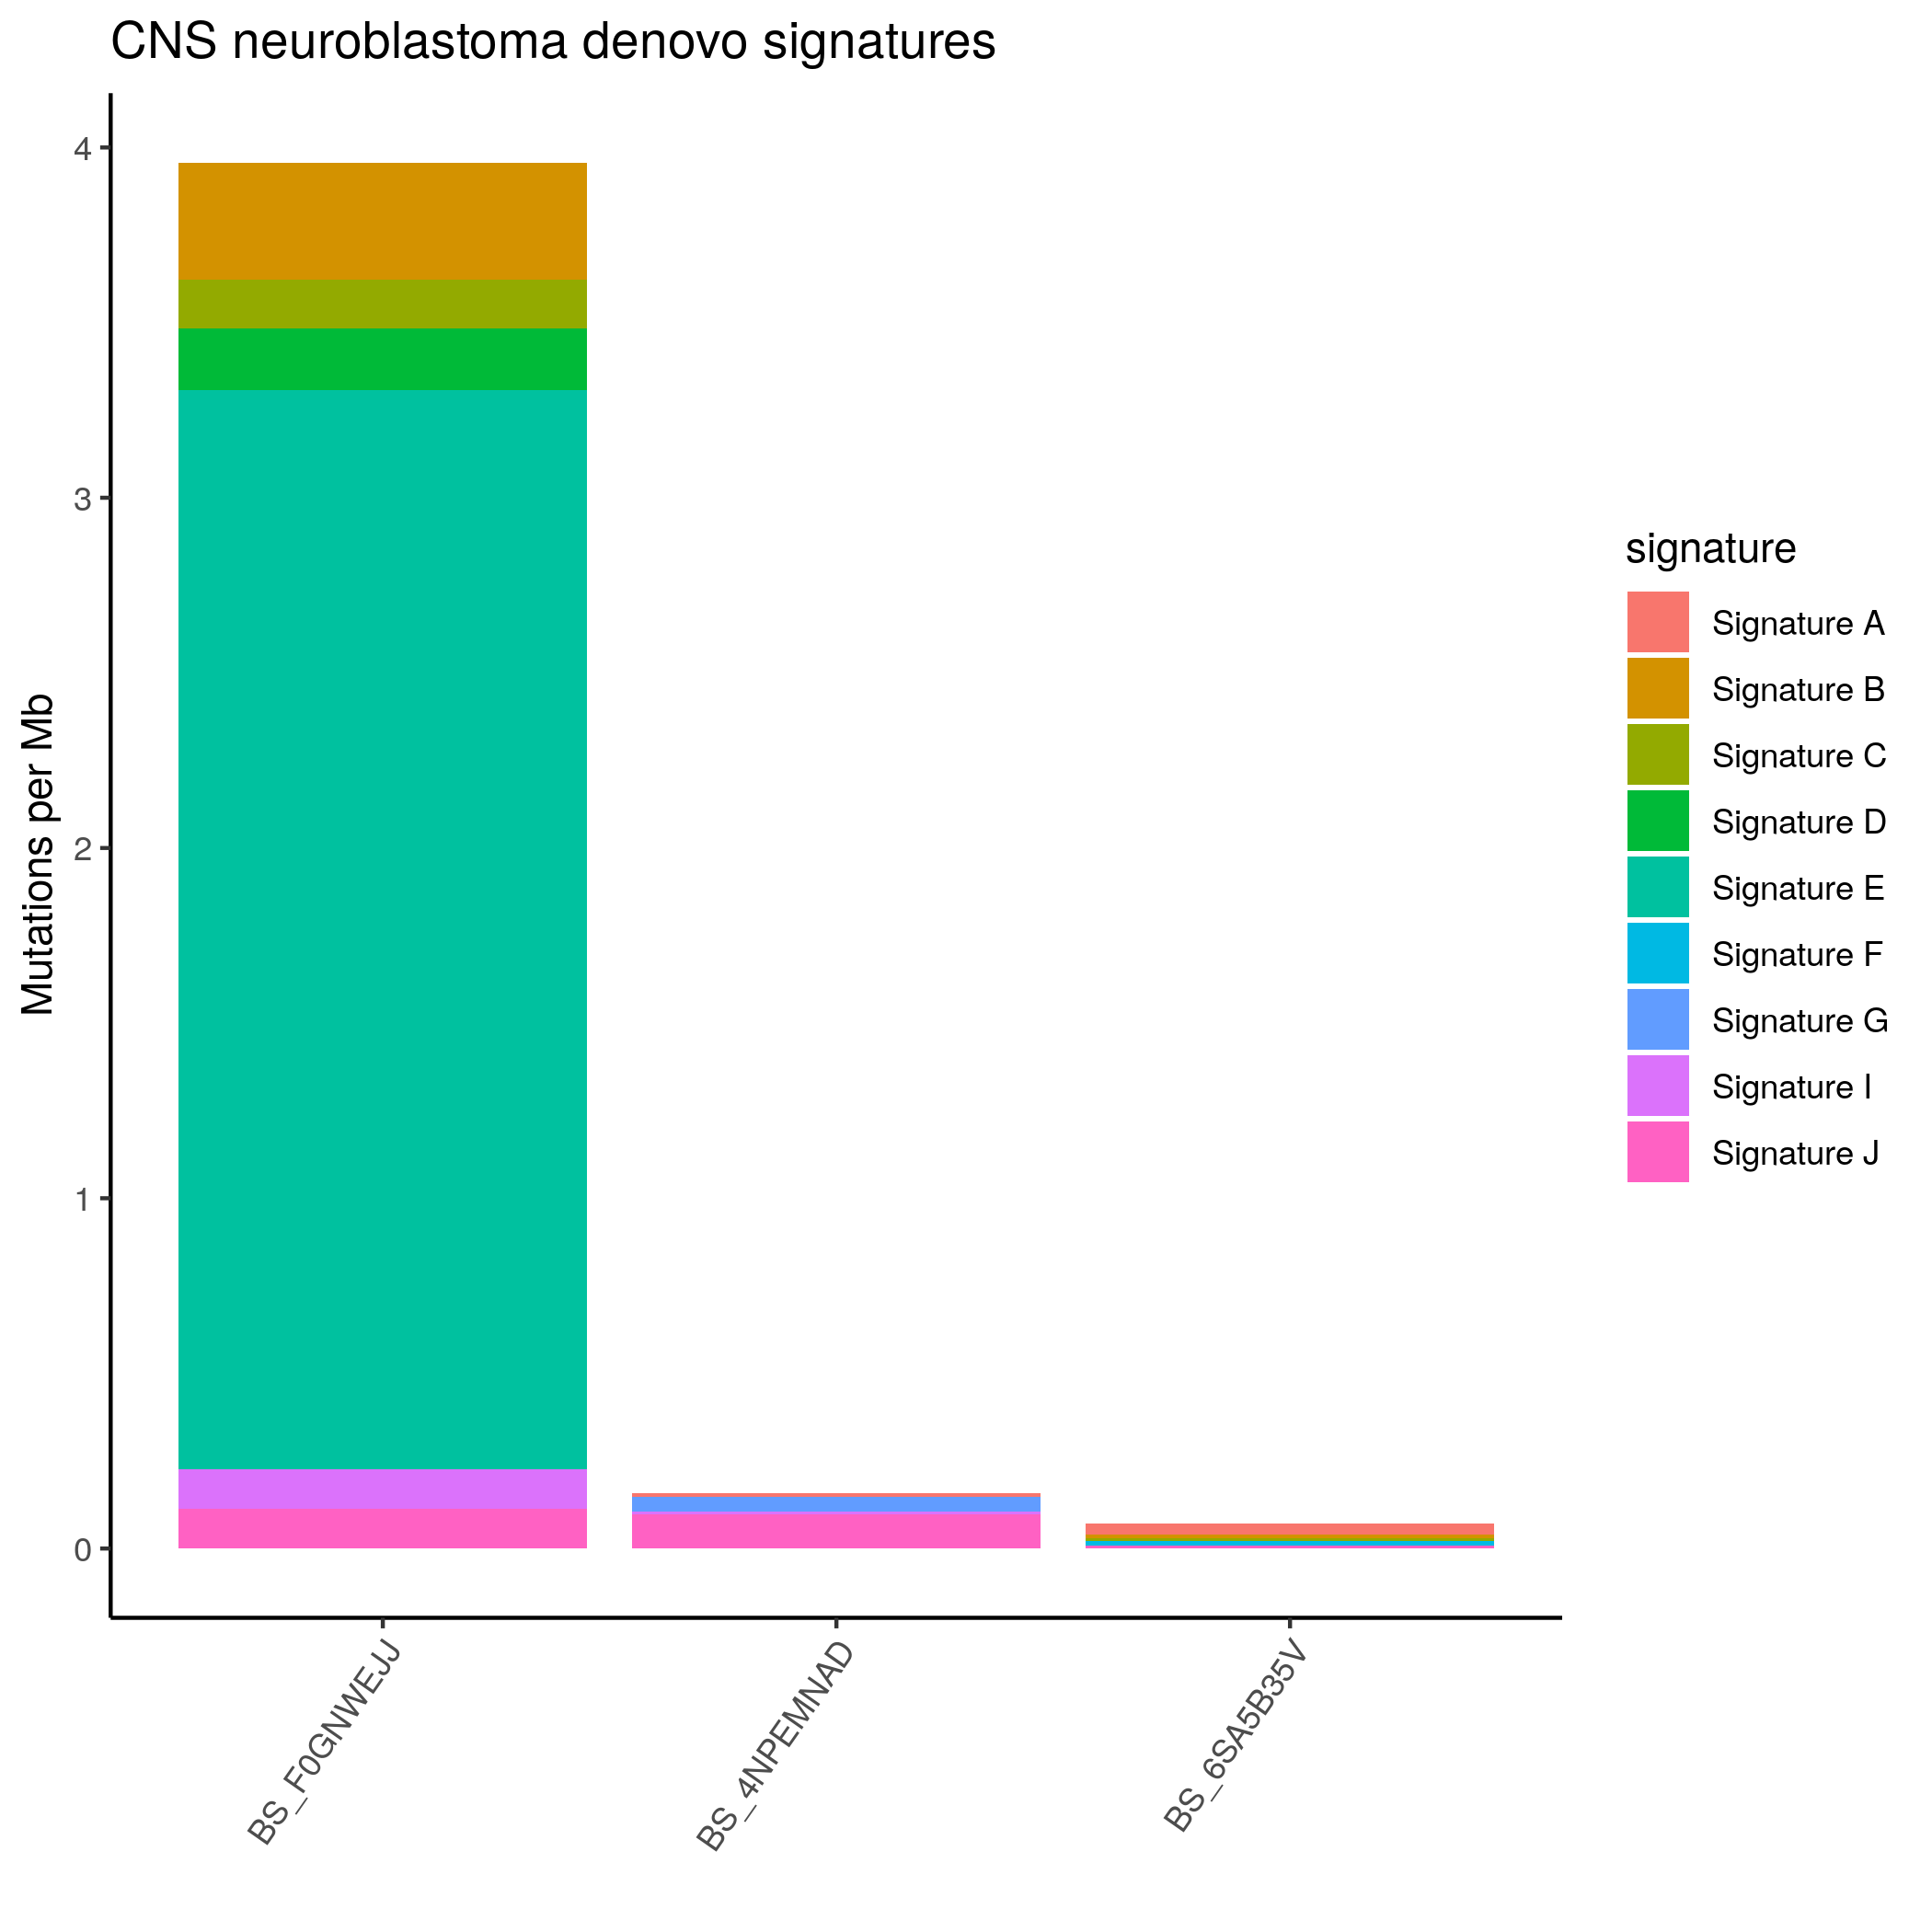 CNS neuroblastoma denovo signatures
Mutations per Mb
4
3
2
1
0
BS_F0GNWEJJ
BS_4NPEMNAD
BS_6SA5B35V
signature
Signature A
Signature B
Signature C
Signature D
Signature E
Signature F
Signature G
Signature I
Signature J